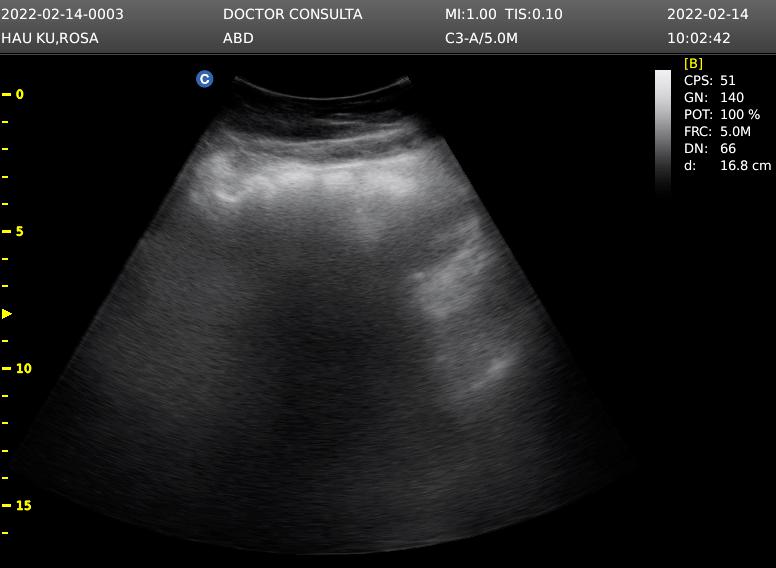 2022-02-14-0003 DOCTOR CONSULTA MI:1.00 TIS:0.10 2022-02-14
HAU KU,ROSA ABD C3-A/5.0M 10:02:42
C
[B]
CPS: 51
GN: 140
POT: 100 %
FRC: 5.0M
DN: 66
d: 16.8 cm
0
5
10
15